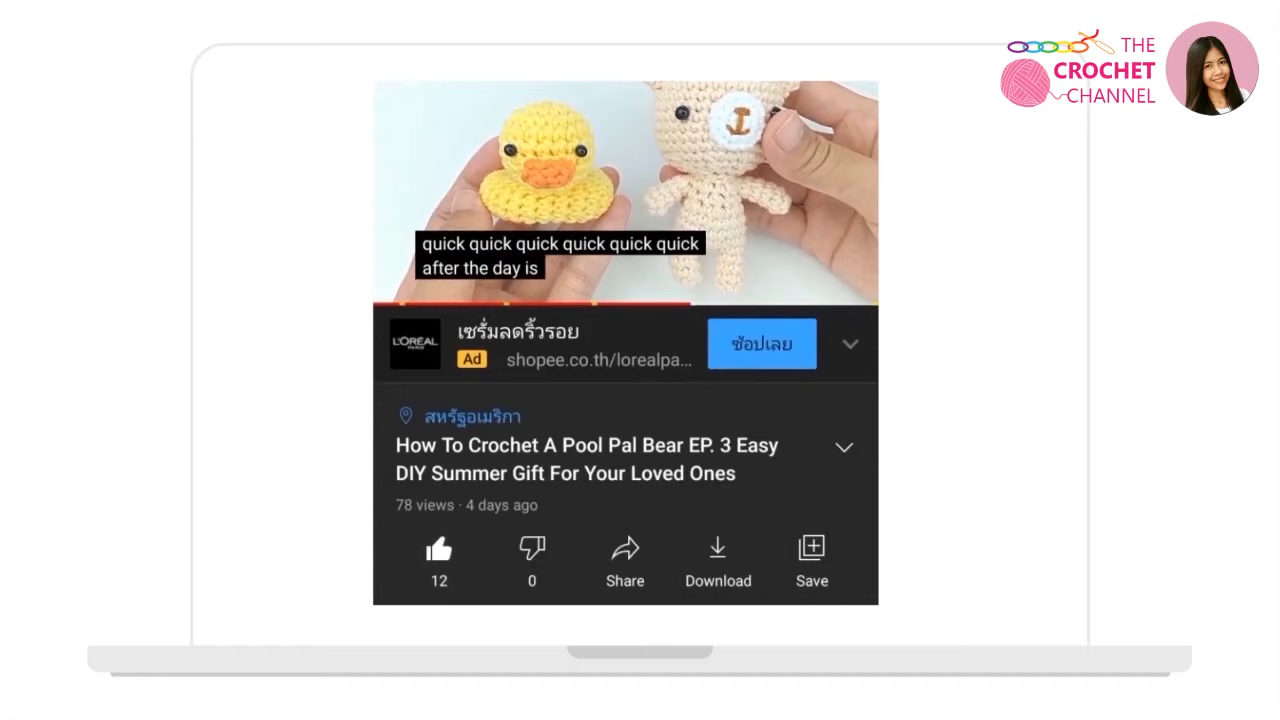 THE
CROCHET
CHANNEL
quick quick quick quick quick quick
after the day is
L'ORÉAL
PARIS
เซรั่มลดริ้วรอย
Ad shopee.co.th/lorealpa...
ช้อปเลย
สหรัฐอเมริกา
How To Crochet A Pool Pal Bear EP. 3 Easy
DIY Summer Gift For Your Loved Ones
78 views · 4 days ago
12
0
Share
Download
Save